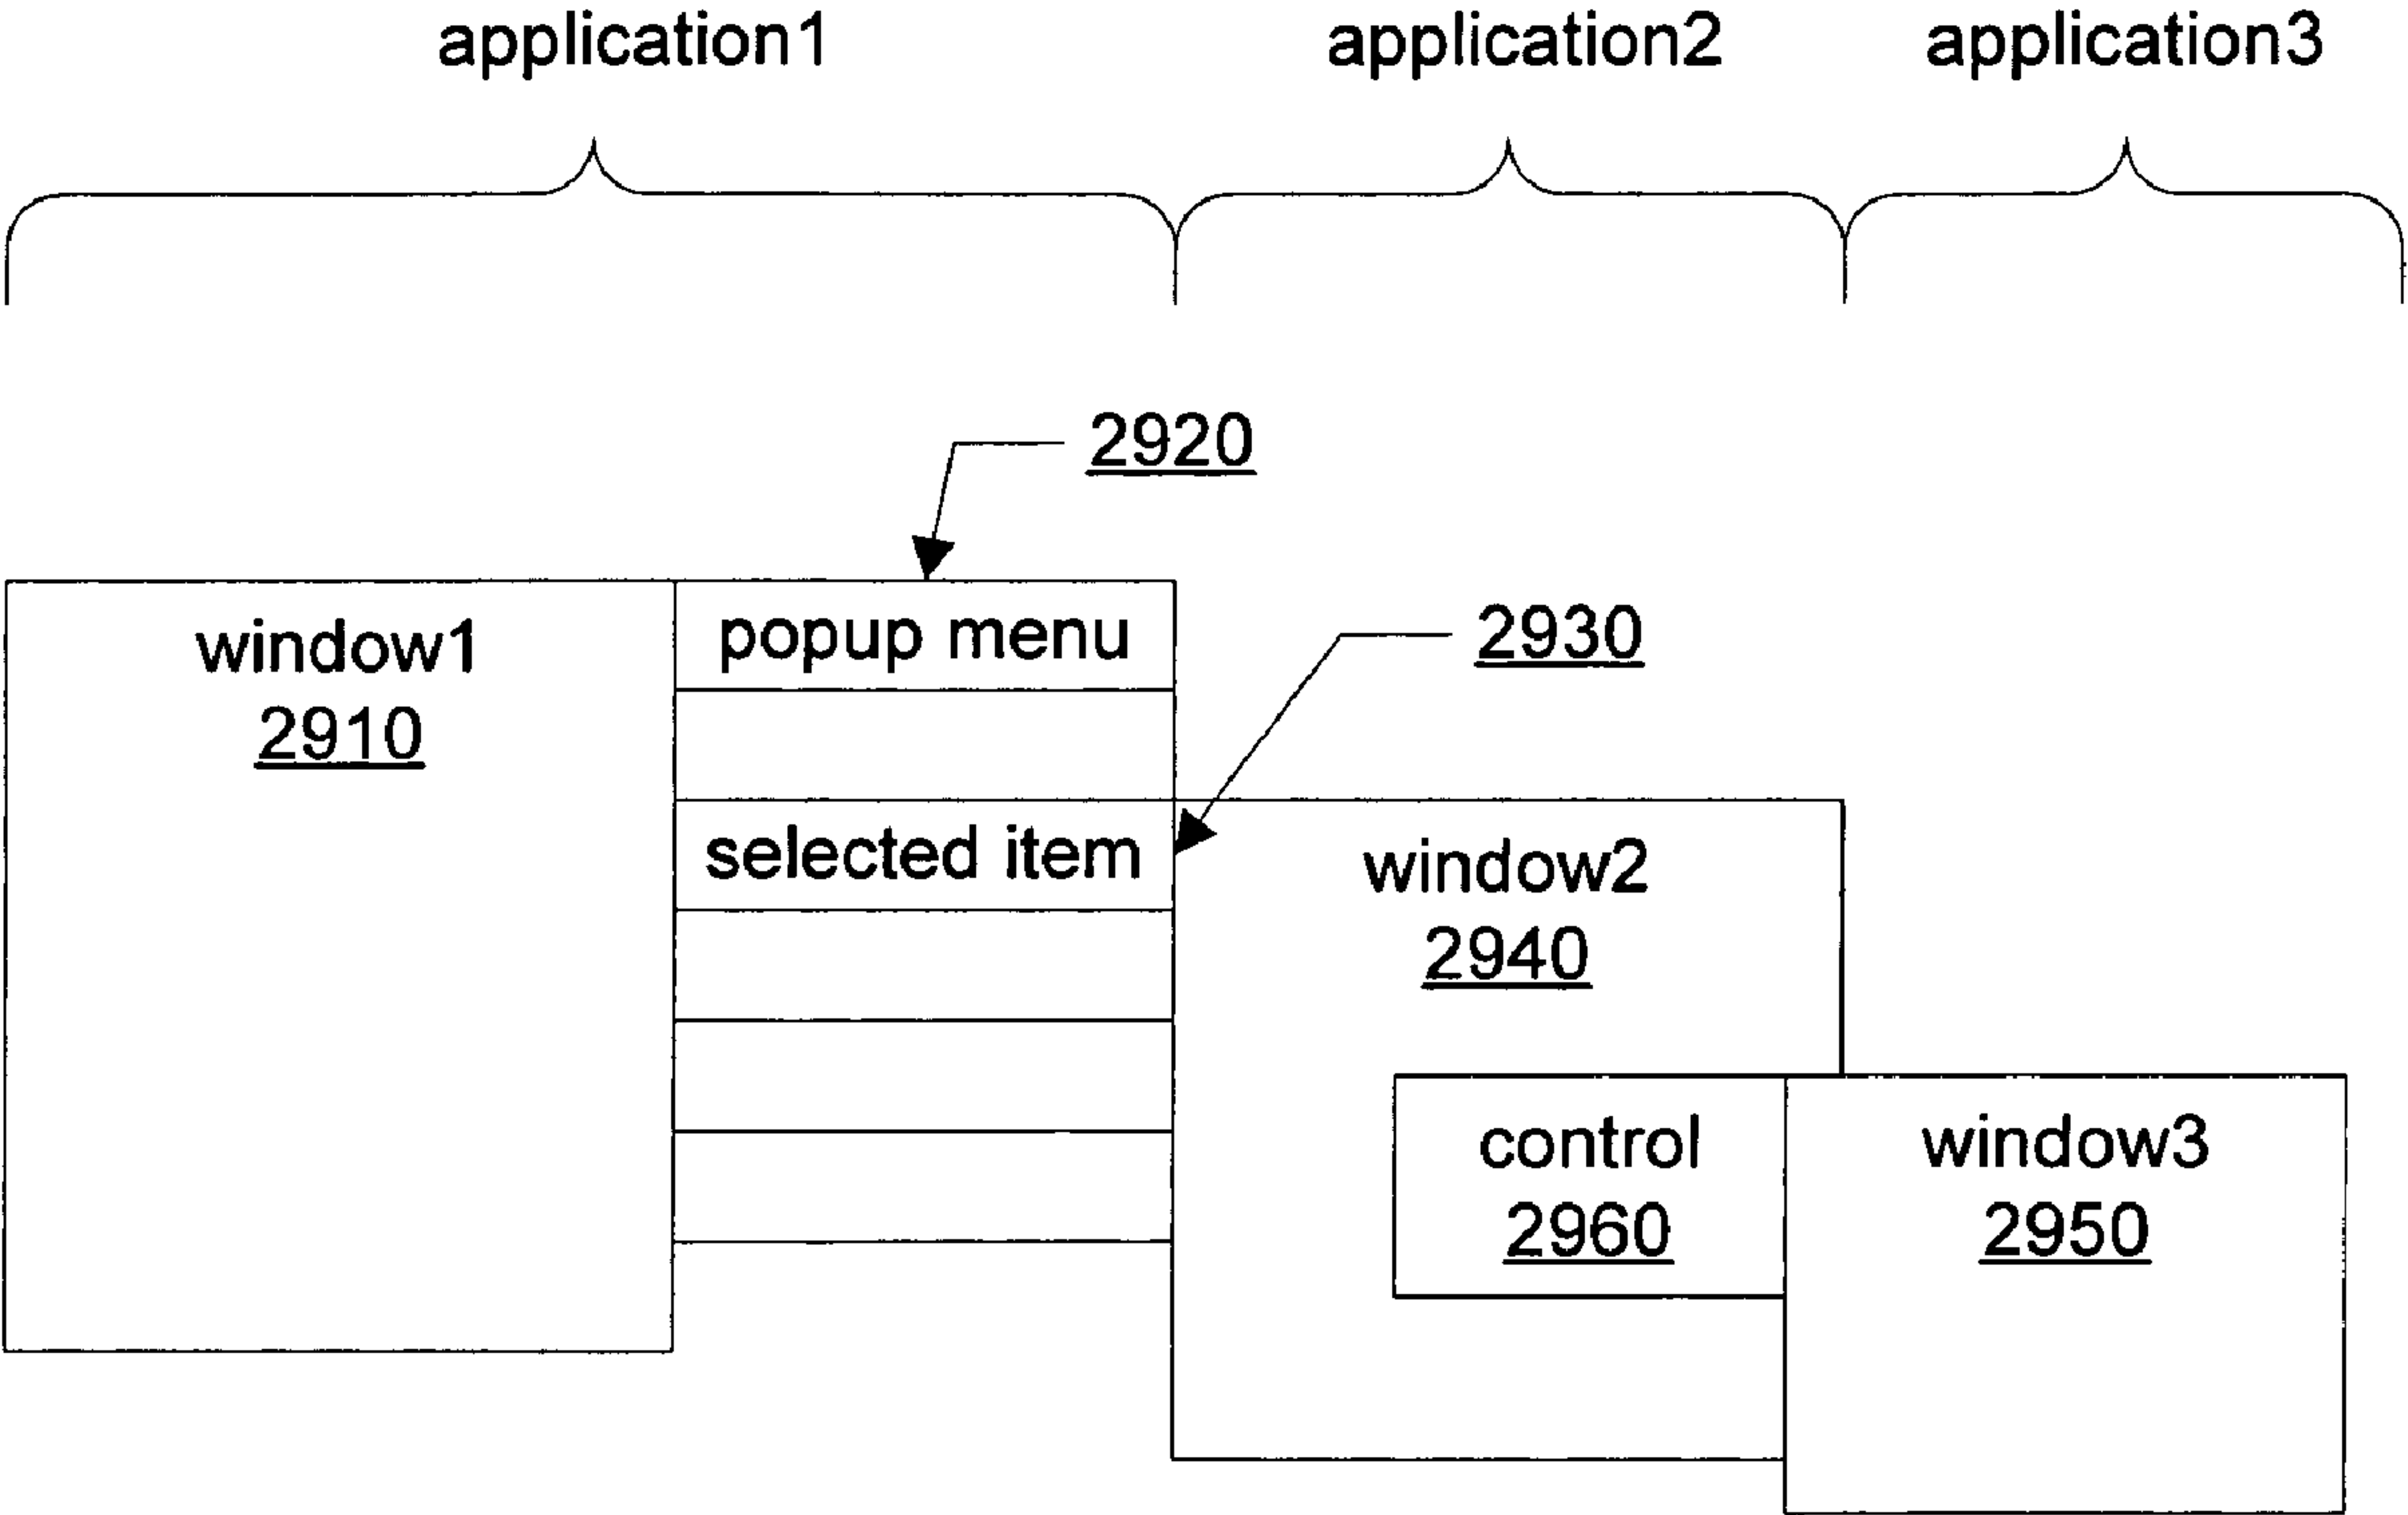 application1
application2
application3
2920
popup menu
window1
2910
2930
selected item
window2
2940
control
2960
window3
2950